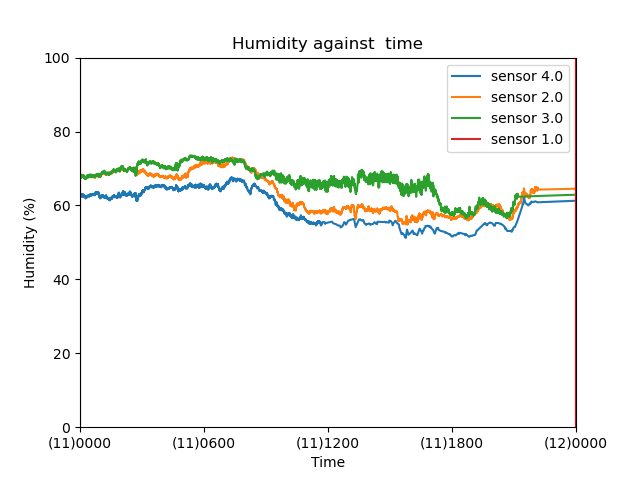 Humidity against  time
sensor 4.0
sensor 2.0
sensor 3.0
sensor 1.0
Humidity (%)
100
80
60
40
20
0
(11)0000
(11)0600
(11)1200
(11)1800
(12)0000
Time